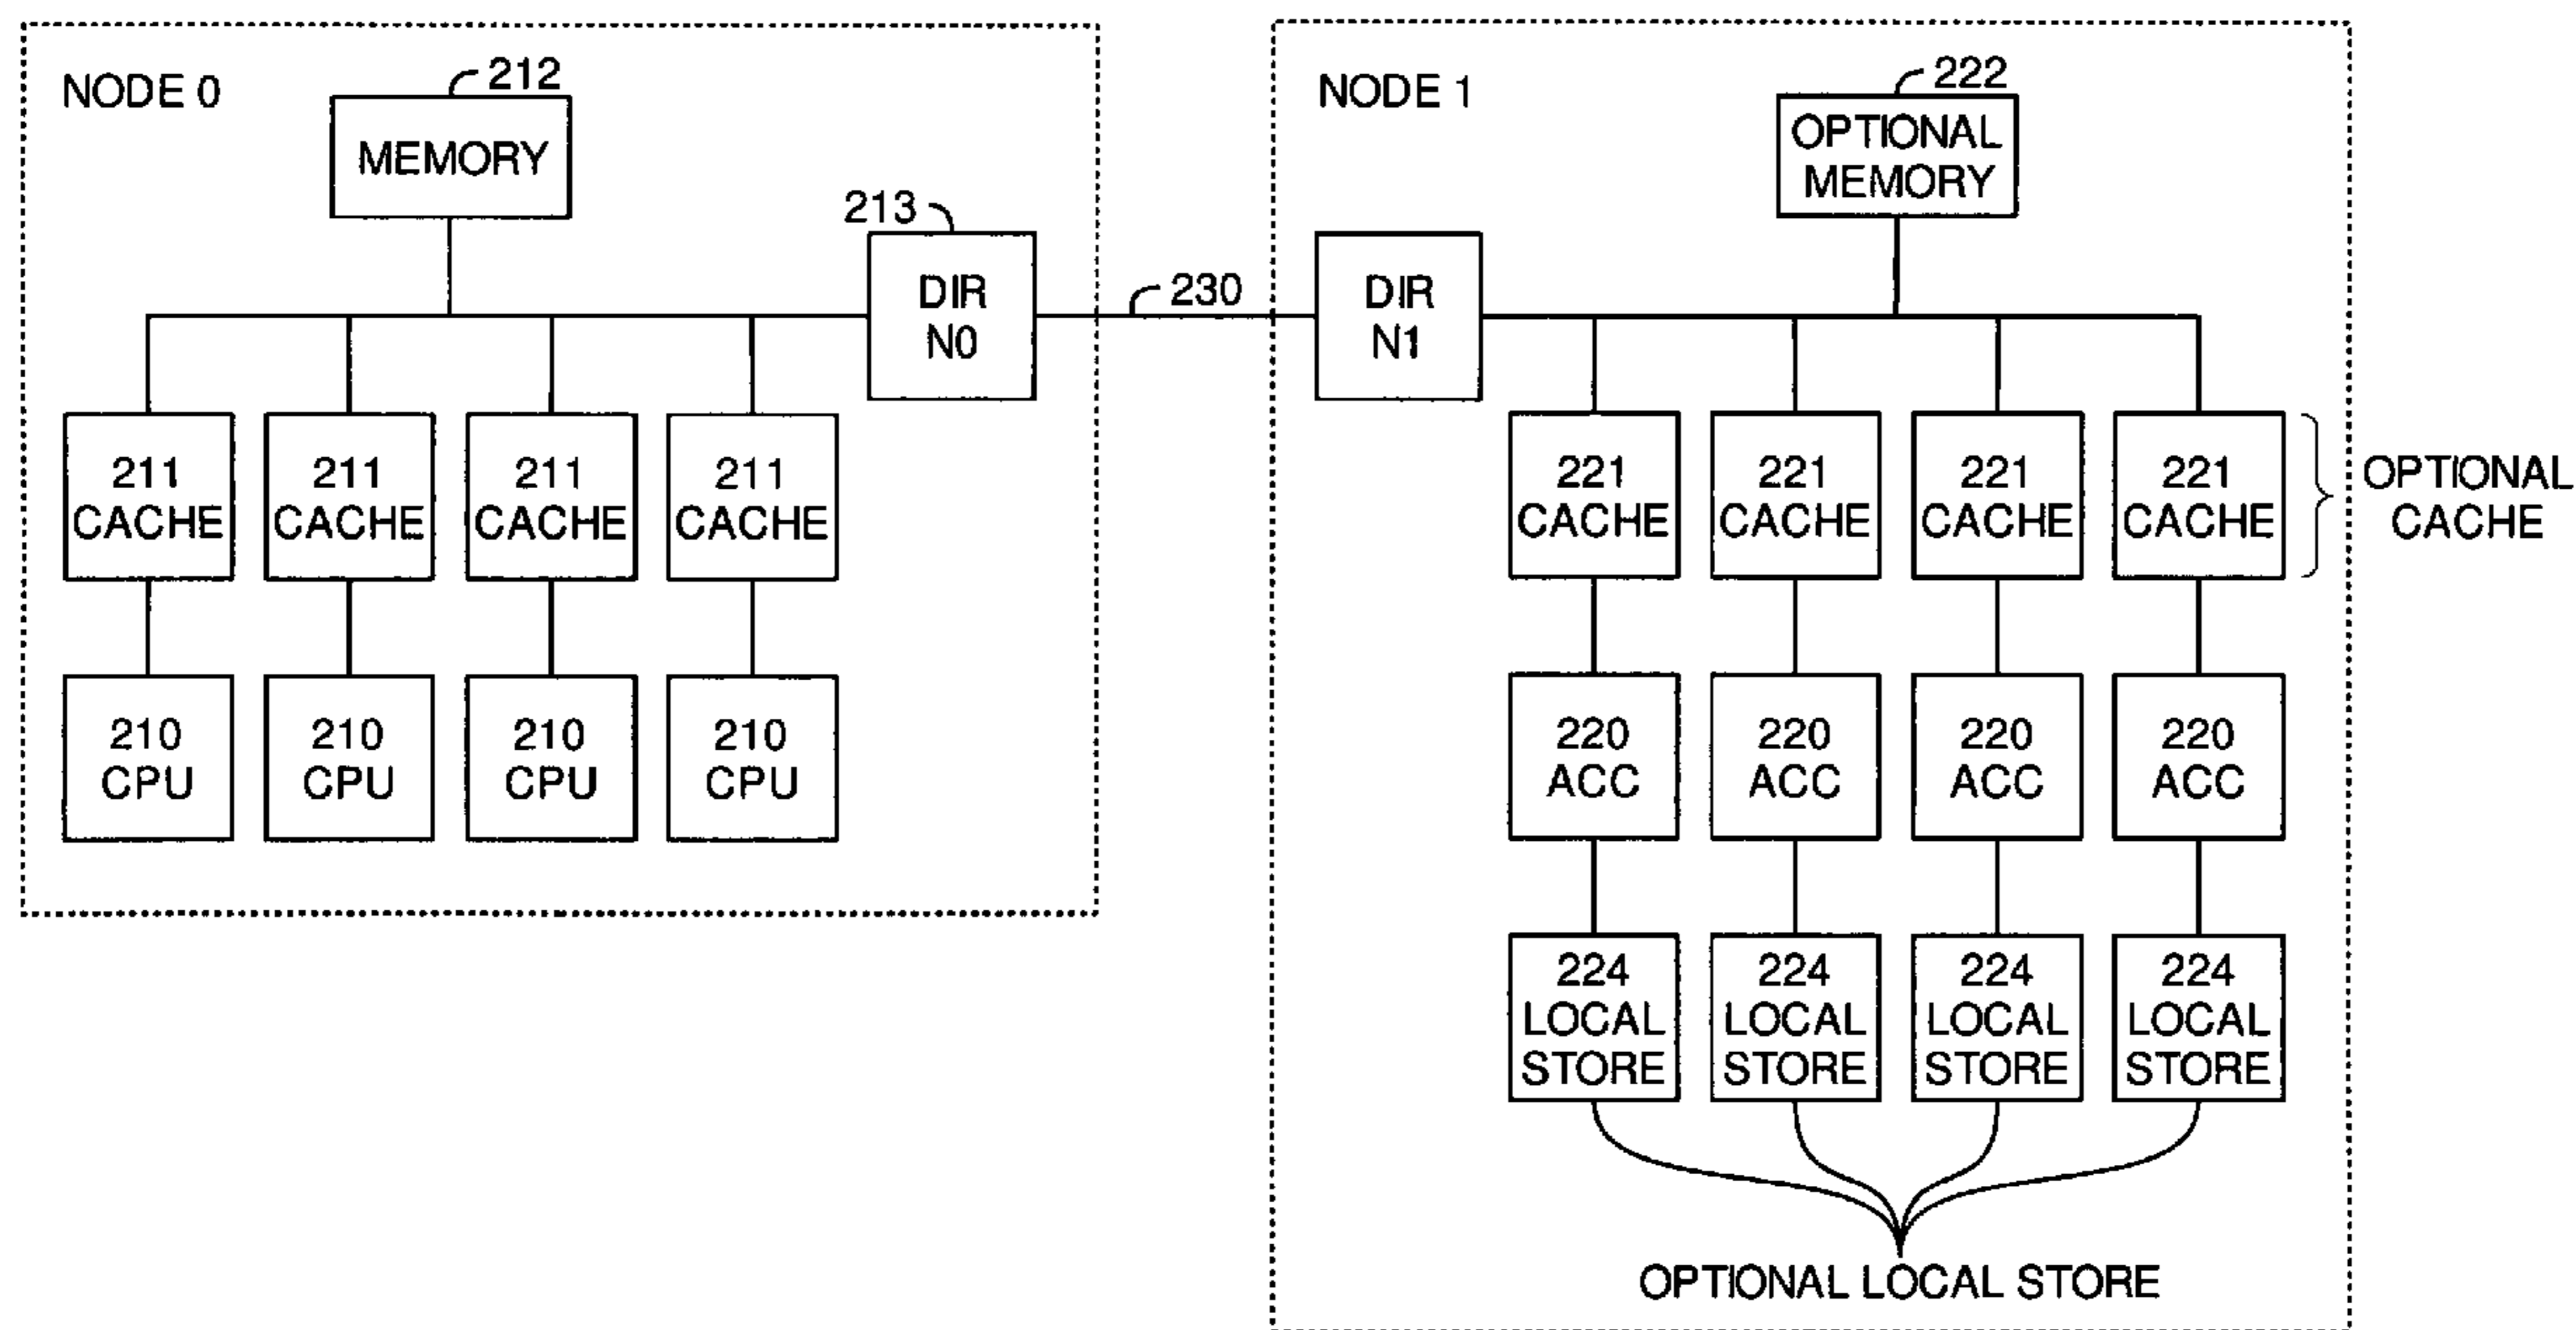 NODE 0
212
MEMORY
213
DIR
N0
230
211
CACHE
211
CACHE
211
CACHE
211
CACHE
210
CPU
210
CPU
210
CPU
210
CPU
NODE 1
222
OPTIONAL
MEMORY
DIR
N1
221
CACHE
221
CACHE
221
CACHE
221
CACHE
OPTIONAL
CACHE
220
ACC
220
ACC
220
ACC
220
ACC
224
LOCAL
STORE
224
LOCAL
STORE
224
LOCAL
STORE
224
LOCAL
STORE
OPTIONAL LOCAL STORE